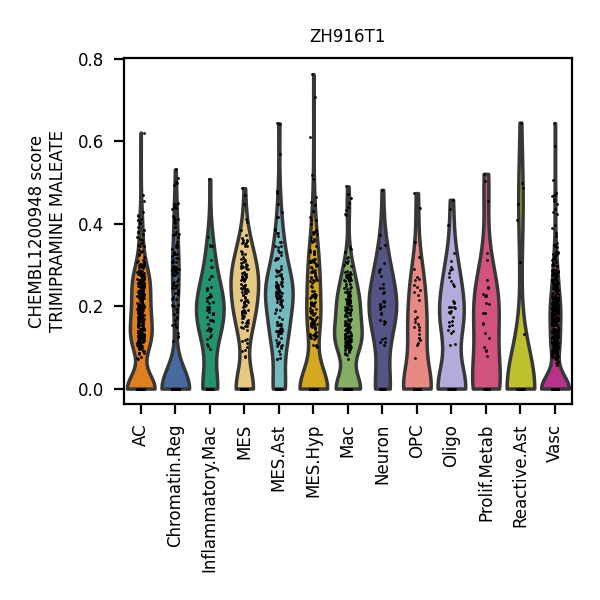 ZH916T1
CHEMBL1200948 score
TRIMIPRAMINE MALEATE
0.8
0.6
0.4
0.2
0.0
AC
Chromatin.Reg
Inflammatory.Mac
MES
MES.Ast
MES.Hyp
Mac
Neuron
OPC
Oligo
Prolif.Metab
Reactive.Ast
Vasc